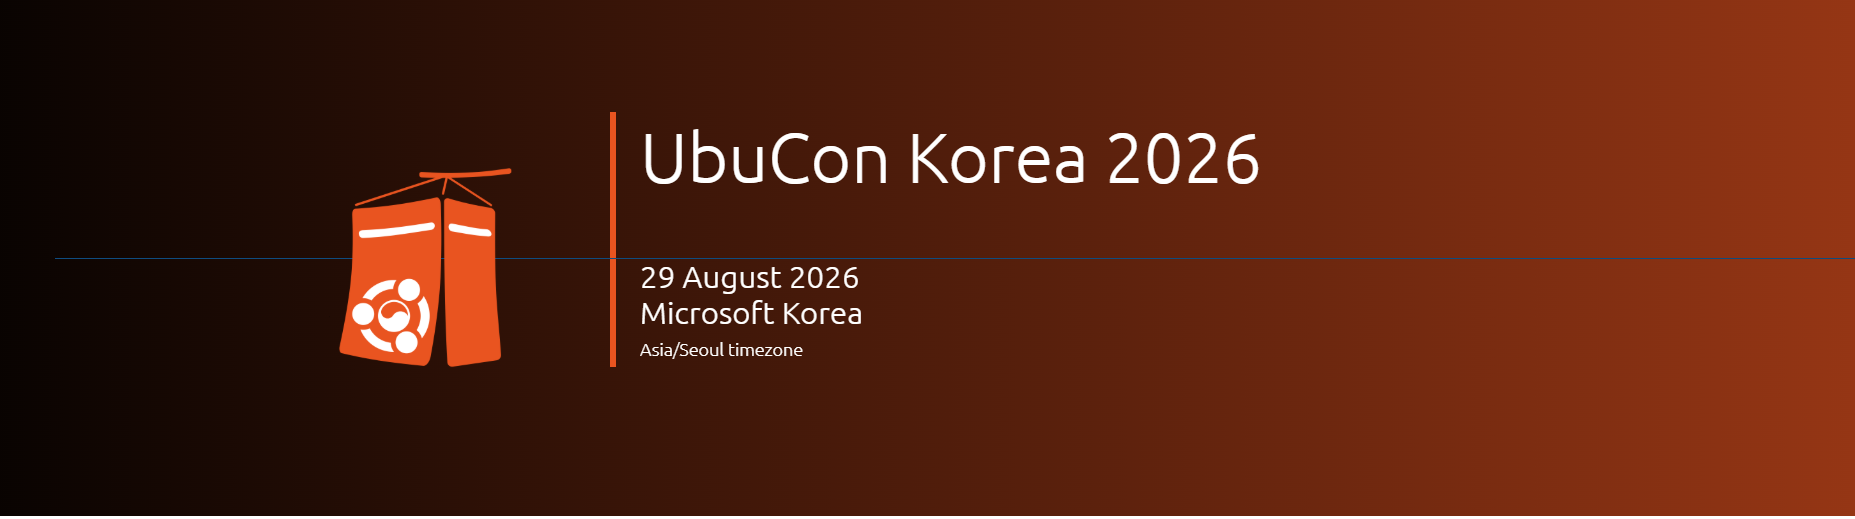 UbuCon Korea 2026
29 August 2026
Microsoft Korea
Asia/Seoul timezone